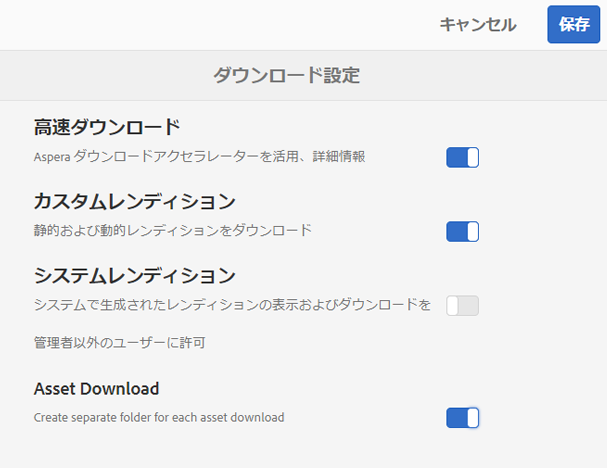 キャンセル
保存
ダウンロード設定
高速ダウンロード
Aspera ダウンロードアクセラレーターを活用、詳細情報
カスタムレンディション
静的および動的レンディションをダウンロード
システムレンディション
システムで生成されたレンディションの表示およびダウンロードを
管理者以外のユーザーに許可
Asset Download
Create separate folder for each asset download